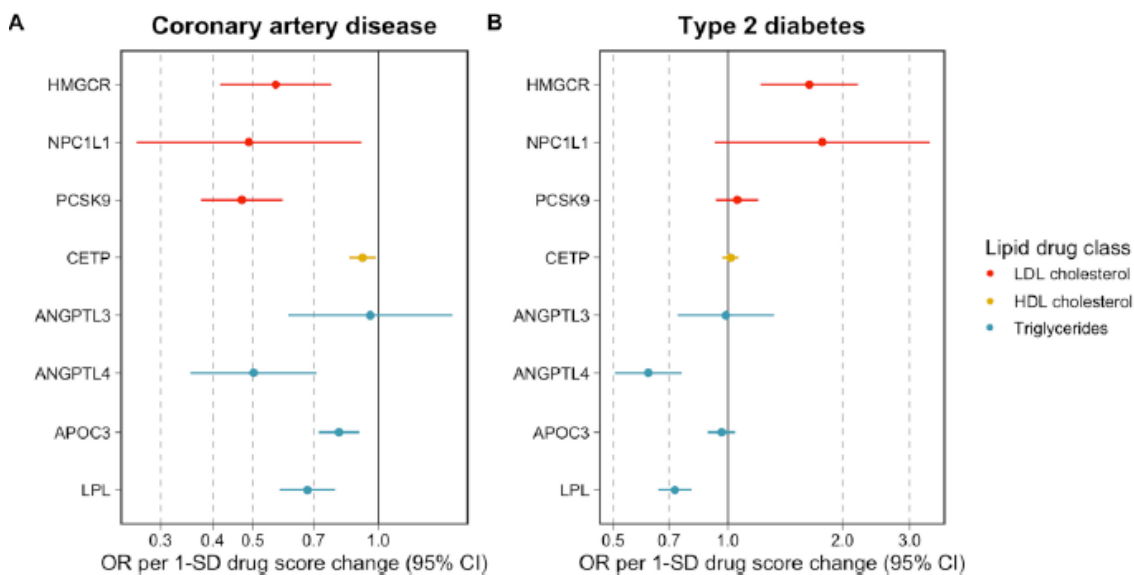 A Coronary artery disease
HMGCR
NPC1L1
PCSK9
CETP
ANGPTL3
ANGPTL4
APOC3
LPL
0.3 0.4 0.5 0.7 1.0
OR per 1-SD drug score change (95% CI)
B Type 2 diabetes
HMGCR
NPC1L1
PCSK9
CETP
ANGPTL3
ANGPTL4
APOC3
LPL
0.5 0.7 1.0 2.0 3.0
OR per 1-SD drug score change (95% CI)
Lipid drug class
LDL cholesterol
HDL cholesterol
Triglycerides